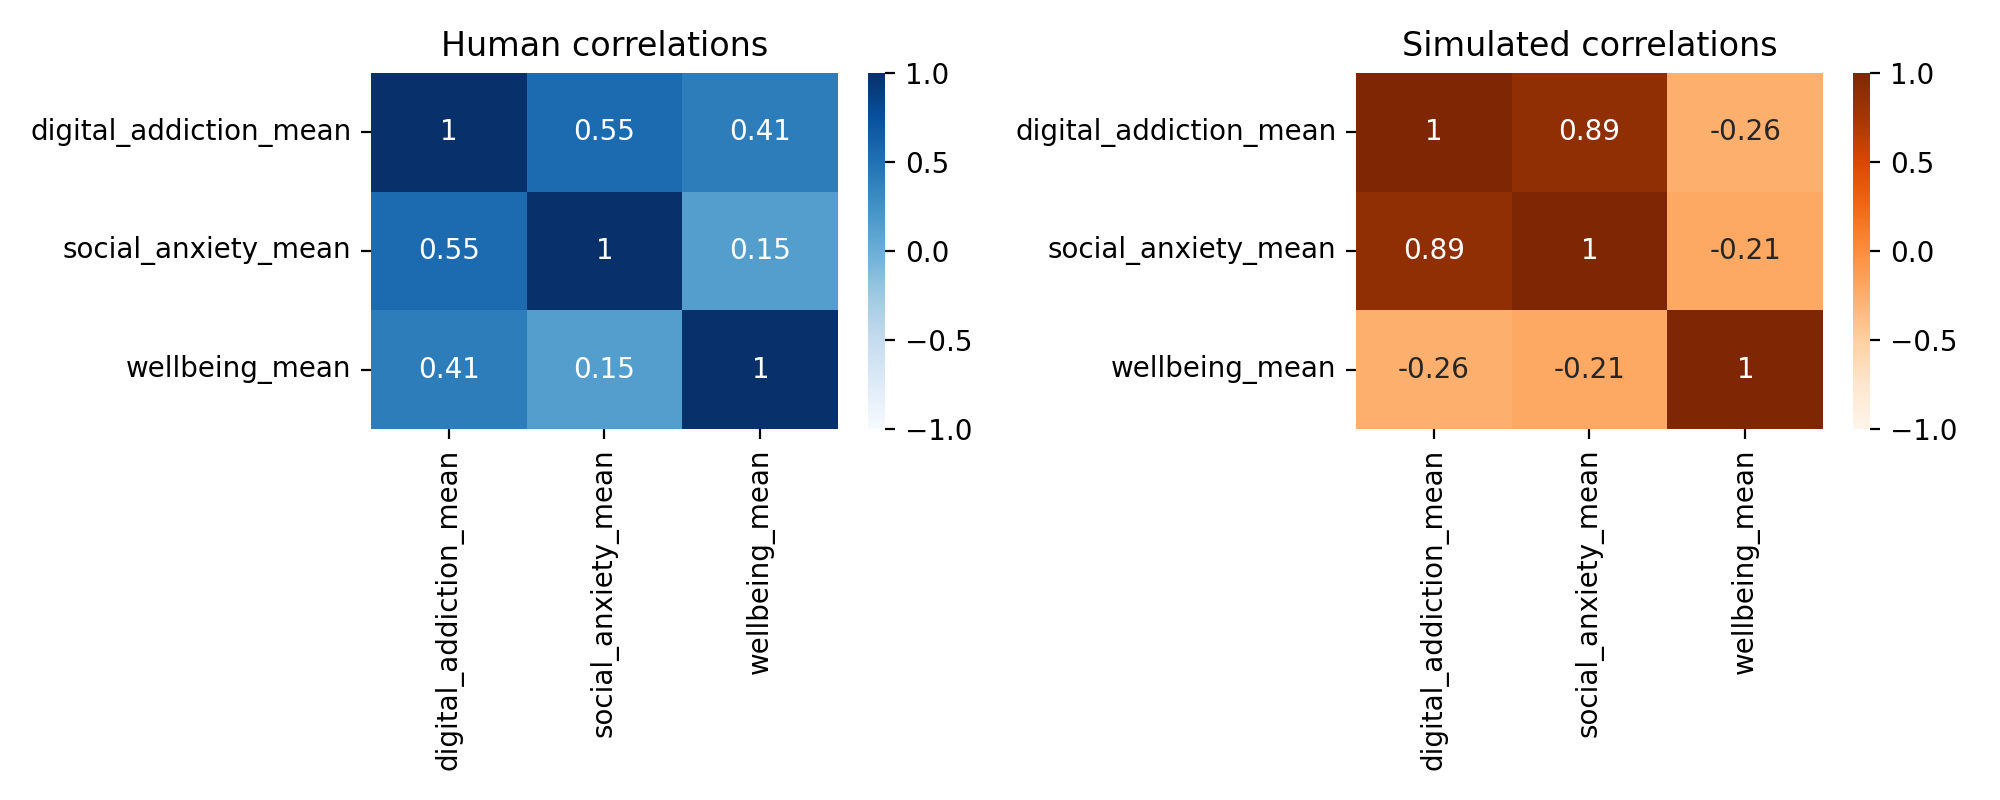 Human correlations
digital_addiction_mean
social_anxiety_mean
wellbeing_mean
1 0.55 0.41
0.55 1 0.15
0.41 0.15 1
digital_addiction_mean
social_anxiety_mean
wellbeing_mean
1.0
0.5
0.0
−0.5
−1.0
Simulated correlations
digital_addiction_mean
social_anxiety_mean
wellbeing_mean
1 0.89 -0.26
0.89 1 -0.21
-0.26 -0.21 1
digital_addiction_mean
social_anxiety_mean
wellbeing_mean
1.0
0.5
0.0
−0.5
−1.0